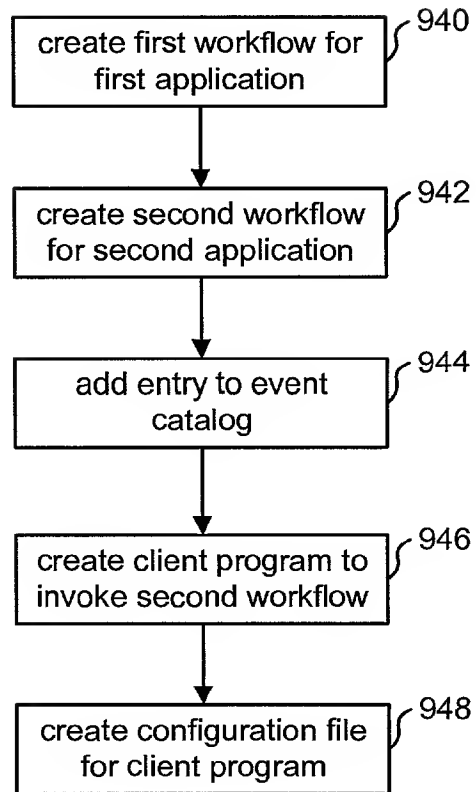 940
create first workflow for
first application
942
create second workflow
for second application
944
add entry to event
catalog
946
create client program to
invoke second workflow
948
create configuration file
for client program